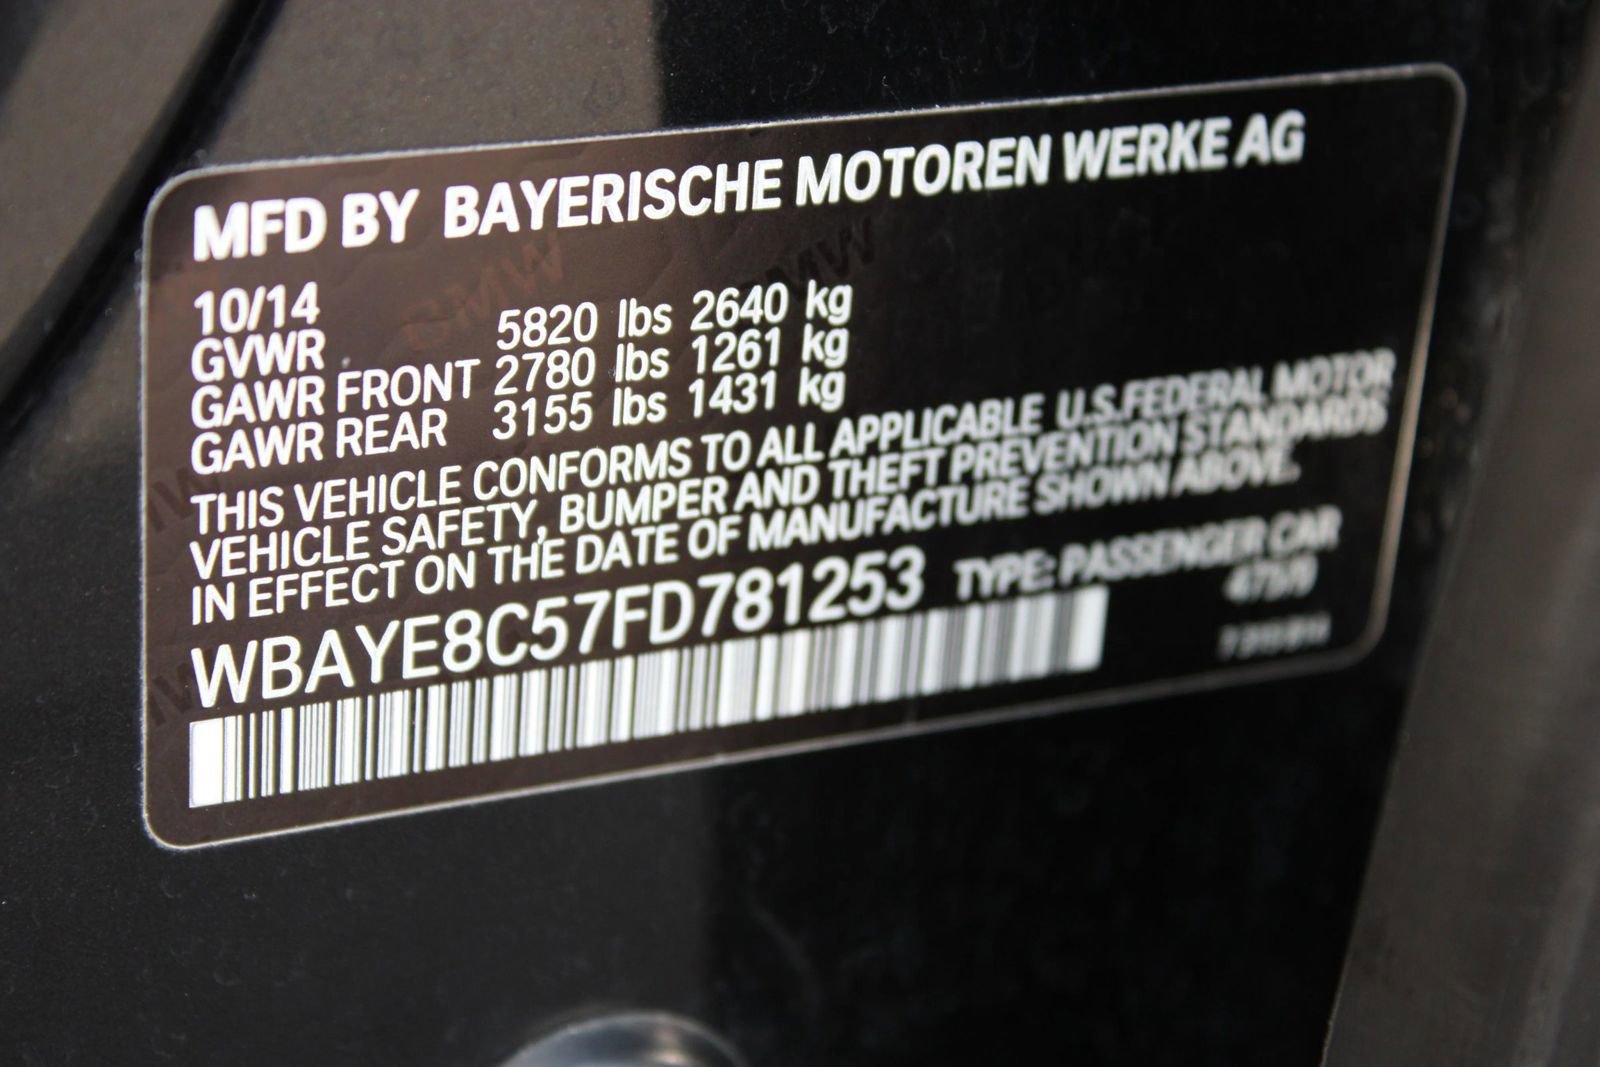 MFD BY BAYERISCHE MOTOREN WERKE AG
10/14
GVWR 5820 lbs 2640 kg
GAWR FRONT 2780 lbs 1261 kg
GAWR REAR 3155 lbs 1431 kg
THIS VEHICLE CONFORMS TO ALL APPLICABLE U.S.FEDERAL MOTOR
VEHICLE SAFETY, BUMPER AND THEFT PREVENTION STANDARDS
IN EFFECT ON THE DATE OF MANUFACTURE SHOWN ABOVE.
WBAYE8C57FD781253 TYPE: PASSENGER CAR